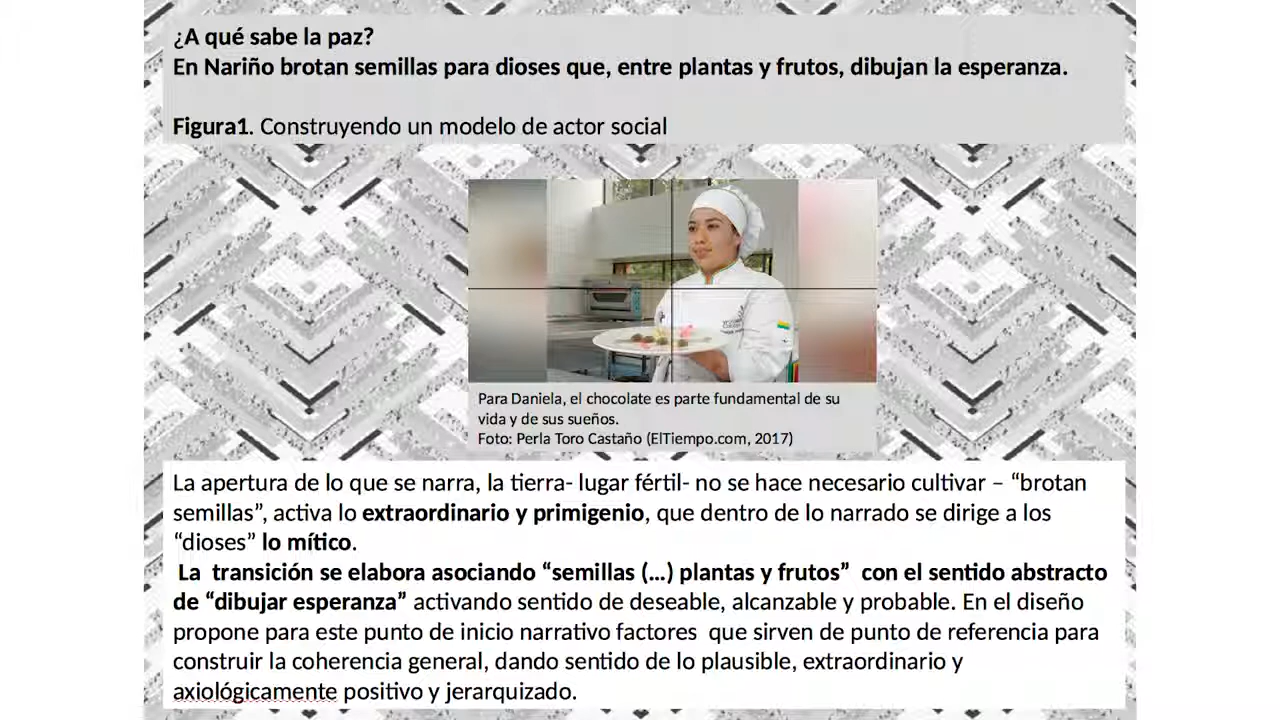 ¿A qué sabe la paz?
En Nariño brotan semillas para dioses que, entre plantas y frutos, dibujan la esperanza.
Figura1. Construyendo un modelo de actor social
Para Daniela, el chocolate es parte fundamental de su
vida y de sus sueños.
Foto: Perla Toro Castaño (ElTiempo.com, 2017)
La apertura de lo que se narra, la tierra- lugar fértil- no se hace necesario cultivar – “brotan
semillas”, activa lo extraordinario y primigenio, que dentro de lo narrado se dirige a los
“dioses” lo mítico.
La transición se elabora asociando “semillas (…) plantas y frutos” con el sentido abstracto
de “dibujar esperanza” activando sentido de deseable, alcanzable y probable. En el diseño
propone para este punto de inicio narrativo factores que sirven de punto de referencia para
construir la coherencia general, dando sentido de lo plausible, extraordinario y
axiológicamente positivo y jerarquizado.